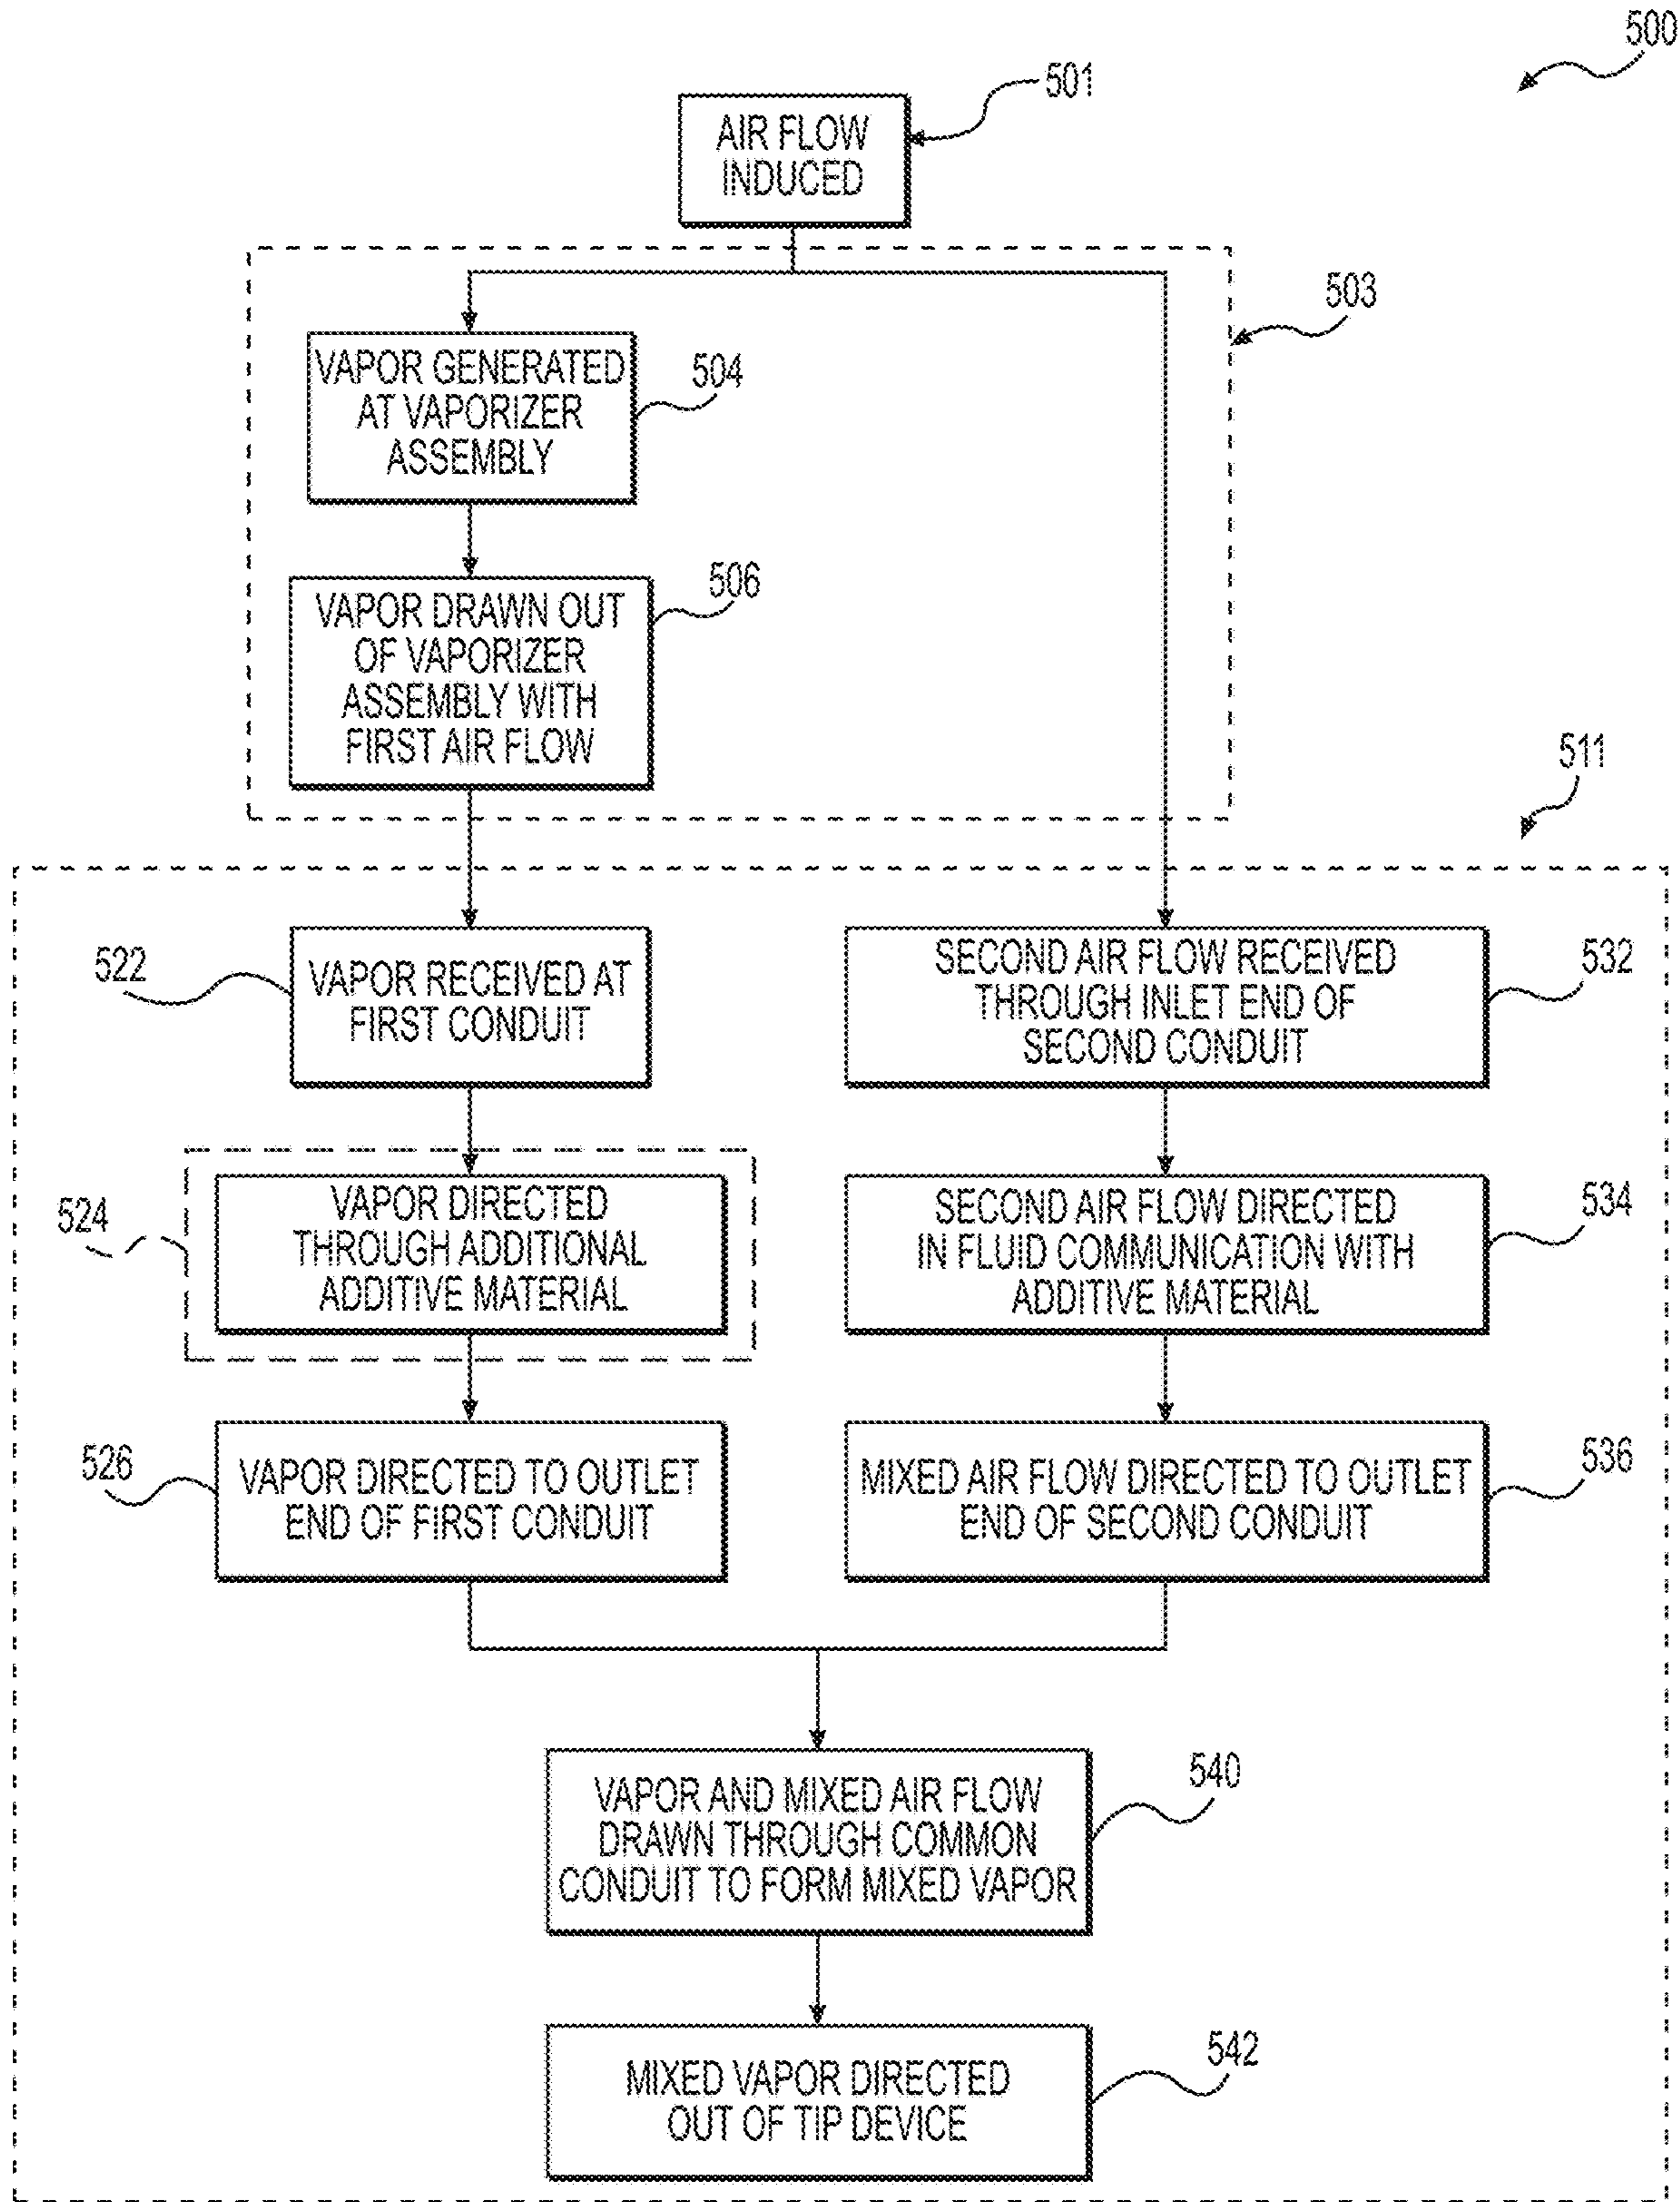 500
501
AIR FLOW
INDUCED
503
VAPOR GENERATED
AT VAPORIZER
ASSEMBLY
504
VAPOR DRAWN OUT
OF VAPORIZER
ASSEMBLY WITH
FIRST AIR FLOW
506
511
522
VAPOR RECEIVED AT
FIRST CONDUIT
SECOND AIR FLOW RECEIVED
THROUGH INLET END OF
SECOND CONDUIT
532
524
VAPOR DIRECTED
THROUGH ADDITIONAL
ADDITIVE MATERIAL
SECOND AIR FLOW DIRECTED
IN FLUID COMMUNICATION WITH
ADDITIVE MATERIAL
534
526
VAPOR DIRECTED TO OUTLET
END OF FIRST CONDUIT
MIXED AIR FLOW DIRECTED TO OUTLET
END OF SECOND CONDUIT
536
VAPOR AND MIXED AIR FLOW
DRAWN THROUGH COMMON
CONDUIT TO FORM MIXED VAPOR
540
MIXED VAPOR DIRECTED
OUT OF TIP DEVICE
542